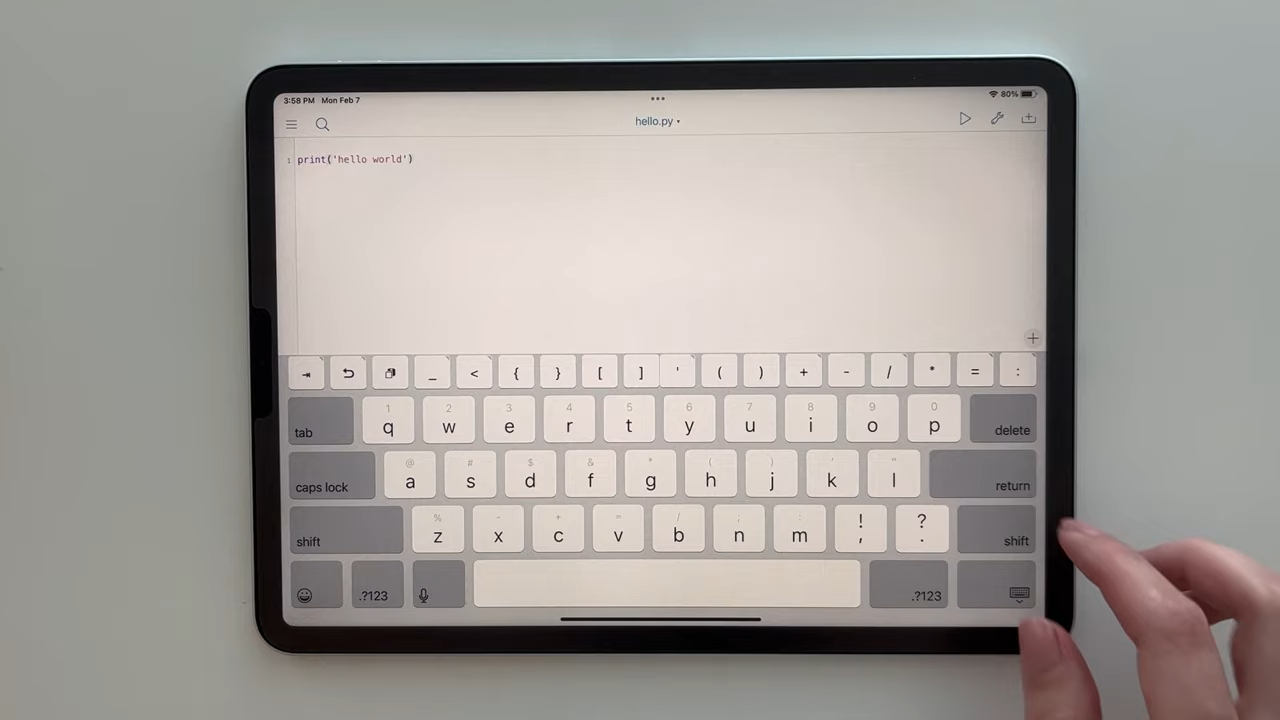 3:58 PM Mon Feb 7
80%
hello.py
1 print('hello world')
_ < { } [ ] ' ( ) + - / * = :
1 2 3 4 5 6 7 8 9 0
tab q w e r t y u i o p delete
@ # $ & * ( ) ' "
caps lock a s d f g h j k l return
% - + = / ; : ! ?
shift z x c v b n m , . shift
.?123 .?123